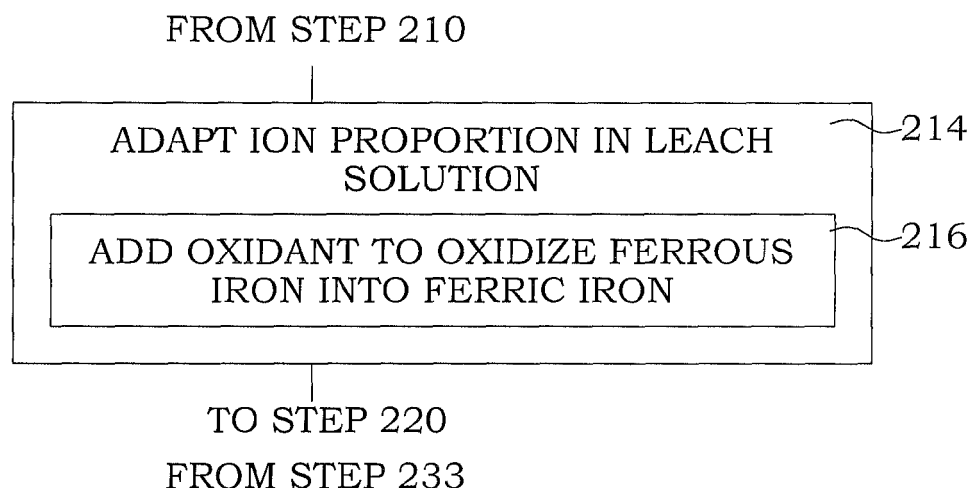 FROM STEP 210
ADAPT ION PROPORTION IN LEACH
SOLUTION
214
ADD OXIDANT TO OXIDIZE FERROUS
IRON INTO FERRIC IRON
216
TO STEP 220
FROM STEP 233